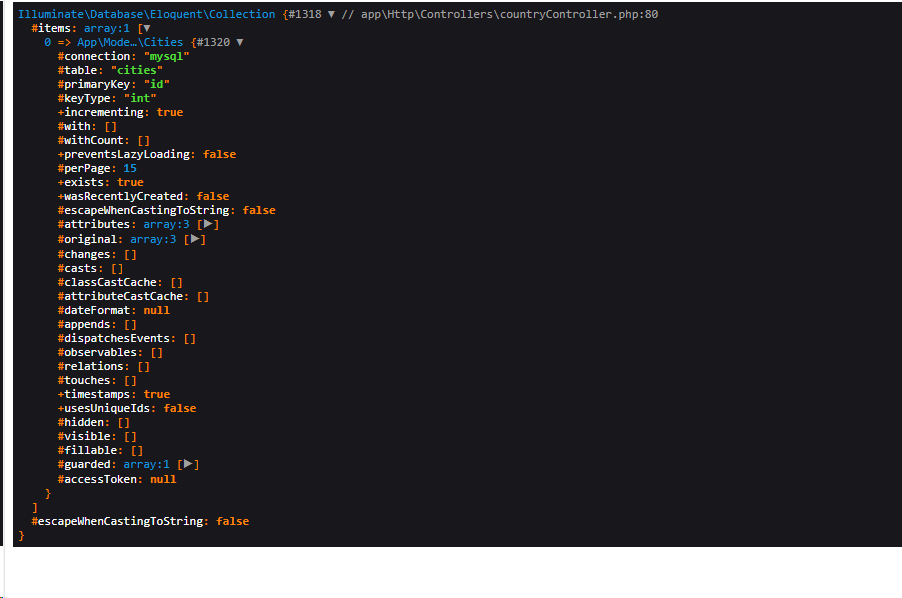 Illuminate\Database\Eloquent\Collection {#1318 ▼ // app\Http\Controllers\countryController.php:80
#items: array:1 [▼
0 => App\Mode…\Cities {#1320 ▼
#connection: "mysql"
#table: "cities"
#primaryKey: "id"
#keyType: "int"
+incrementing: true
#with: []
#withCount: []
+preventsLazyLoading: false
#perPage: 15
+exists: true
+wasRecentlyCreated: false
#escapeWhenCastingToString: false
#attributes: array:3 [▶]
#original: array:3 [▶]
#changes: []
#casts: []
#classCastCache: []
#attributeCastCache: []
#dateFormat: null
#appends: []
#dispatchesEvents: []
#observables: []
#relations: []
#touches: []
+timestamps: true
+usesUniqueIds: false
#hidden: []
#visible: []
#fillable: []
#guarded: array:1 [▶]
#accessToken: null
}
]
#escapeWhenCastingToString: false
}